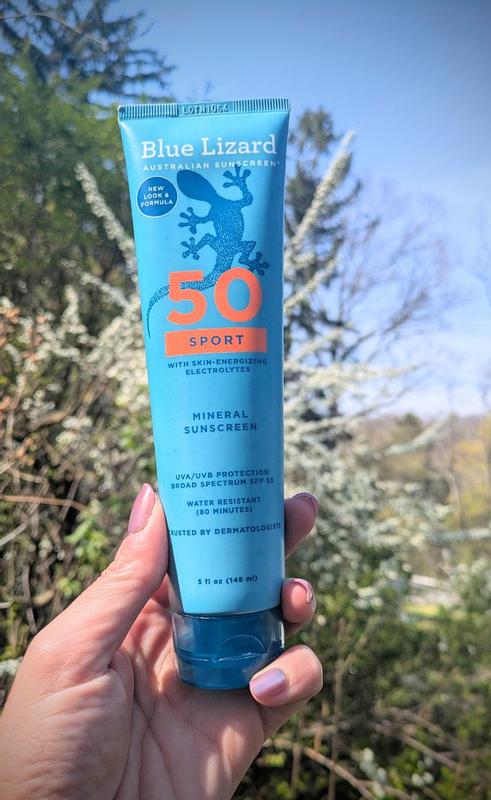 LOTN1064
Blue Lizard
AUSTRALIAN SUNSCREEN
NEW
LOOK &
FORMULA
50
SPORT
WITH SKIN-ENERGIZING
ELECTROLYTES
MINERAL
SUNSCREEN
UVA/UVB PROTECTION
BROAD SPECTRUM SPF 50
WATER RESISTANT
(80 MINUTES)
TRUSTED BY DERMATOLOGISTS
5 fl oz (148 ml)